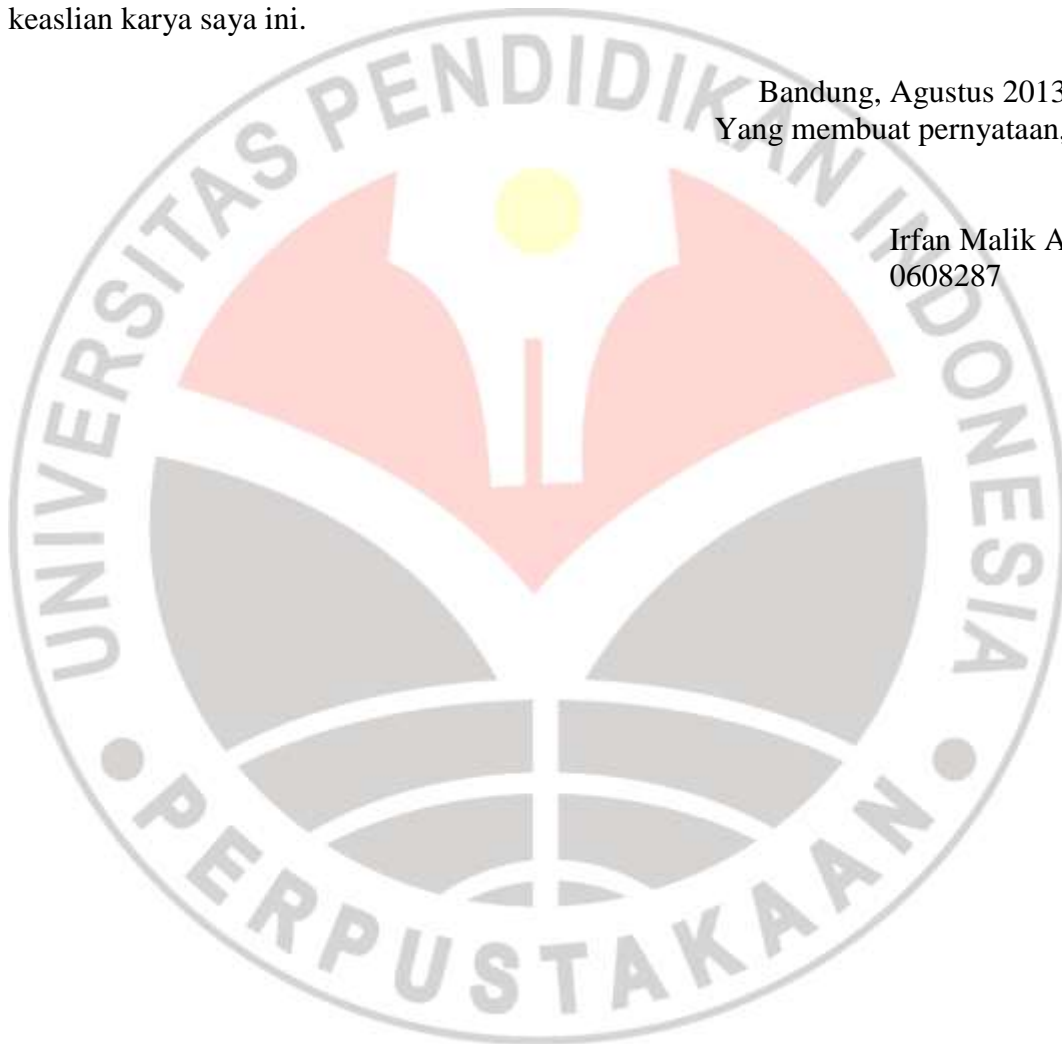 keaslian karya saya ini.
Bandung, Agustus 2013
Yang membuat pernyataan,
Irfan Malik A
0608287
UNIVERSITAS PENDIDIKAN INDONESIA
PERPUSTAKAAN